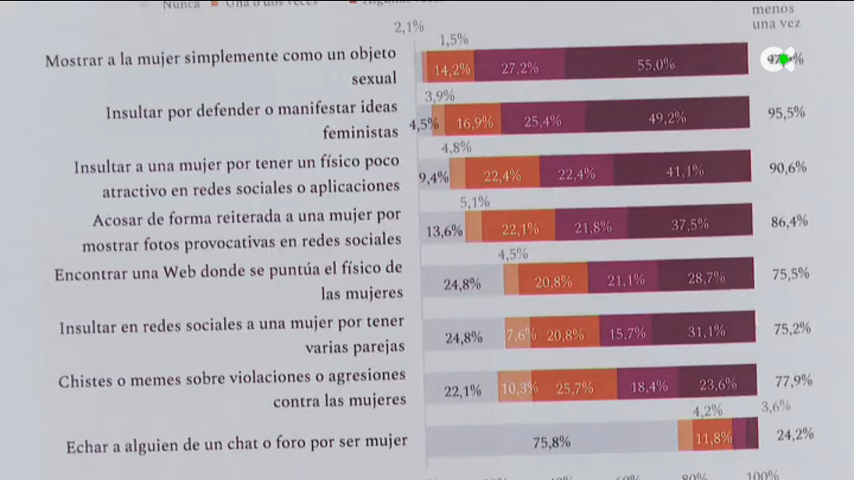 Nunca Una o dos veces
menos
una vez
2,1%
1,5%
Mostrar a la mujer simplemente como un objeto
sexual
14,2% 27,2% 55,0%
3,9%
Insultar por defender o manifestar ideas
feministas
4,5% 16,9% 25,4% 49,2% 95,5%
4,8%
Insultar a una mujer por tener un físico poco
atractivo en redes sociales o aplicaciones
9,4% 22,4% 22,4% 41,1% 90,6%
5,1%
Acosar de forma reiterada a una mujer por
mostrar fotos provocativas en redes sociales
13,6% 22,1% 21,8% 37,5% 86,4%
4,5%
Encontrar una Web donde se puntúa el físico de
las mujeres
24,8% 20,8% 21,1% 28,7% 75,5%
Insultar en redes sociales a una mujer por tener
varias parejas
24,8% 7,6% 20,8% 15,7% 31,1% 75,2%
Chistes o memes sobre violaciones o agresiones
contra las mujeres
22,1% 10,3% 25,7% 18,4% 23,6% 77,9%
4,2% 3,6%
Echar a alguien de un chat o foro por ser mujer
75,8% 11,8% 24,2%
80% 100%